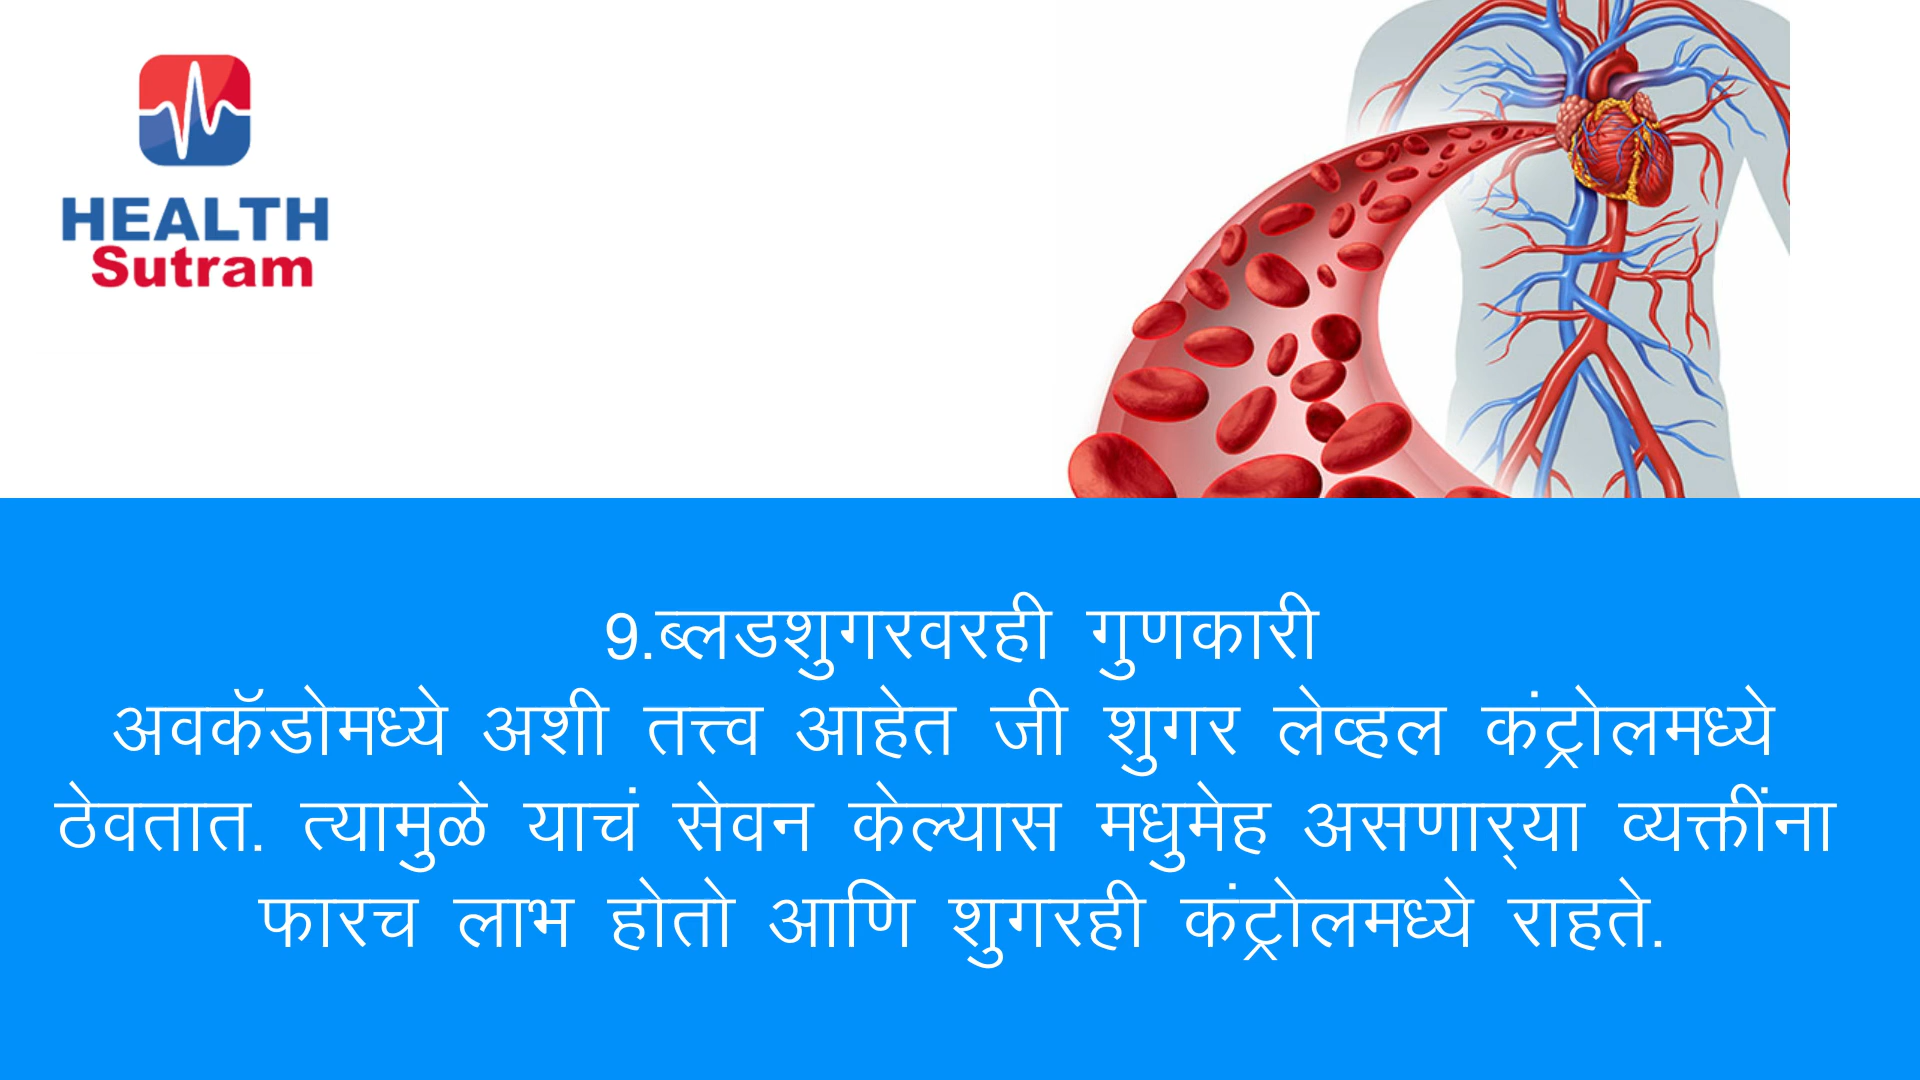 HEALTH
Sutram
9.ब्लडशुगरवरही गुणकारी
अवकॅडोमध्ये अशी तत्त्व आहेत जी शुगर लेव्हल कंट्रोलमध्ये
ठेवतात. त्यामुळे याचं सेवन केल्यास मधुमेह असणार्‍या व्यक्तींना
फारच लाभ होतो आणि शुगरही कंट्रोलमध्ये राहते.